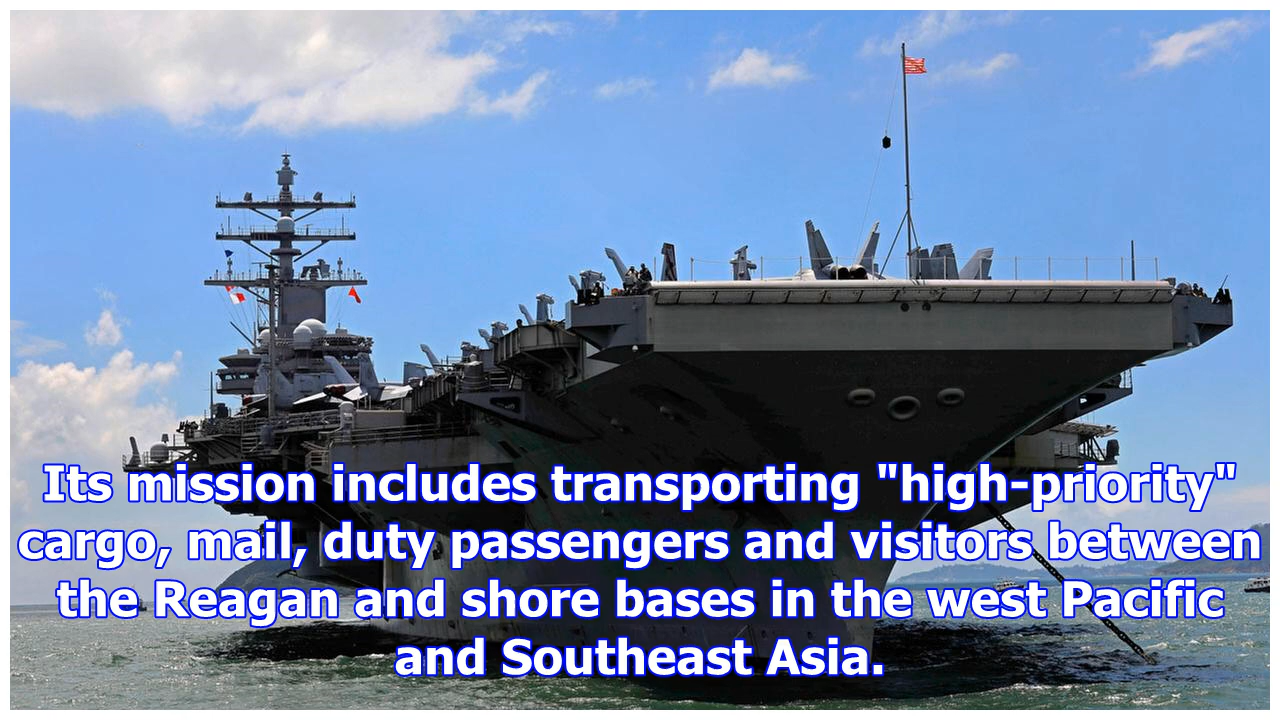 Its mission includes transporting "high-priority"
cargo, mail, duty passengers and visitors between
the Reagan and shore bases in the west Pacific
and Southeast Asia.